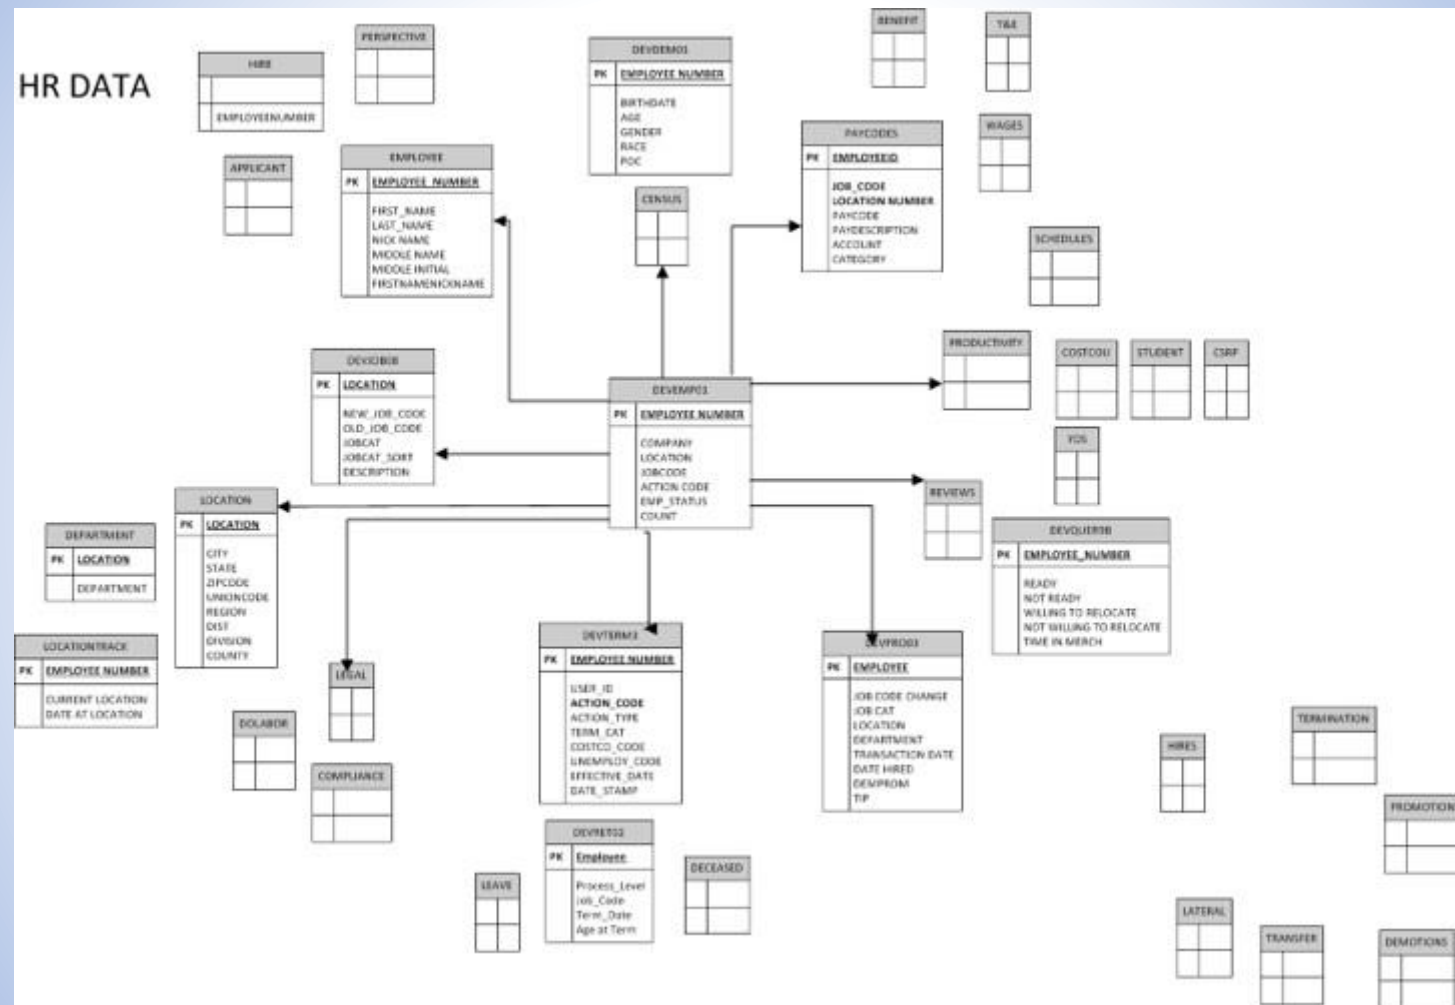 HR DATA
HIRE
EMPLOYEENUMBER
PERSPECTIVE
APPLICANT
EMPLOYEE
PK EMPLOYEE_NUMBER
FIRST_NAME
LAST_NAME
NICK NAME
MIDDLE NAME
MIDDLE INITIAL
FIRSTNAMENICKNAME
DEVDEMO1
PK EMPLOYEE NUMBER
BIRTHDATE
AGE
GENDER
RACE
POC
CENSUS
BENEFIT
T&E
WAGES
PAYCODES
PK EMPLOYEEID
JOB_CODE
LOCATION NUMBER
PAYCODE
PAYDESCRIPTION
ACCOUNT
CATEGORY
SCHEDULES
PRODUCTIVITY
COSTCOU
STUDENT
CSRP
YOS
PK LOCATION
NEW_JOB_CODE
OLD_JOB_CODE
JOBCAT
JOBCAT_SORT
DESCRIPTION
PK EMPLOYEE NUMBER
COMPANY
LOCATION
JOBCODE
ACTION CODE
EMP_STATUS
COUNT
REVIEWS
PK EMPLOYEE_NUMBER
READY
NOT READY
WILLING TO RELOCATE
NOT WILLING TO RELOCATE
TIME IN MERCH
LOCATION
PK LOCATION
CITY
STATE
ZIPCODE
UNIONCODE
REGION
DIST
DIVISION
COUNTY
DEPARTMENT
PK LOCATION
DEPARTMENT
LOCATIONTRACK
PK EMPLOYEE NUMBER
CURRENT LOCATION
DATE AT LOCATION
LEGAL
DOLABOR
COMPLIANCE
DEVTERM3
PK EMPLOYEE NUMBER
USER_ID
ACTION_CODE
ACTION_TYPE
TERM_CAT
COSTCO_CODE
UNEMPLOY_CODE
EFFECTIVE_DATE
DATE_STAMP
DEVPRO03
PK EMPLOYEE
JOB CODE CHANGE
JOB CAT
LOCATION
DEPARTMENT
TRANSACTION DATE
DATE HIRED
DEMPROM
TIP
PK Employee
Process_Level
Job_Code
Term_Date
Age at Term
LEAVE
DECEASED
HIRES
TERMINATION
PROMOTION
LATERAL
TRANSFER
DEMOTIONS